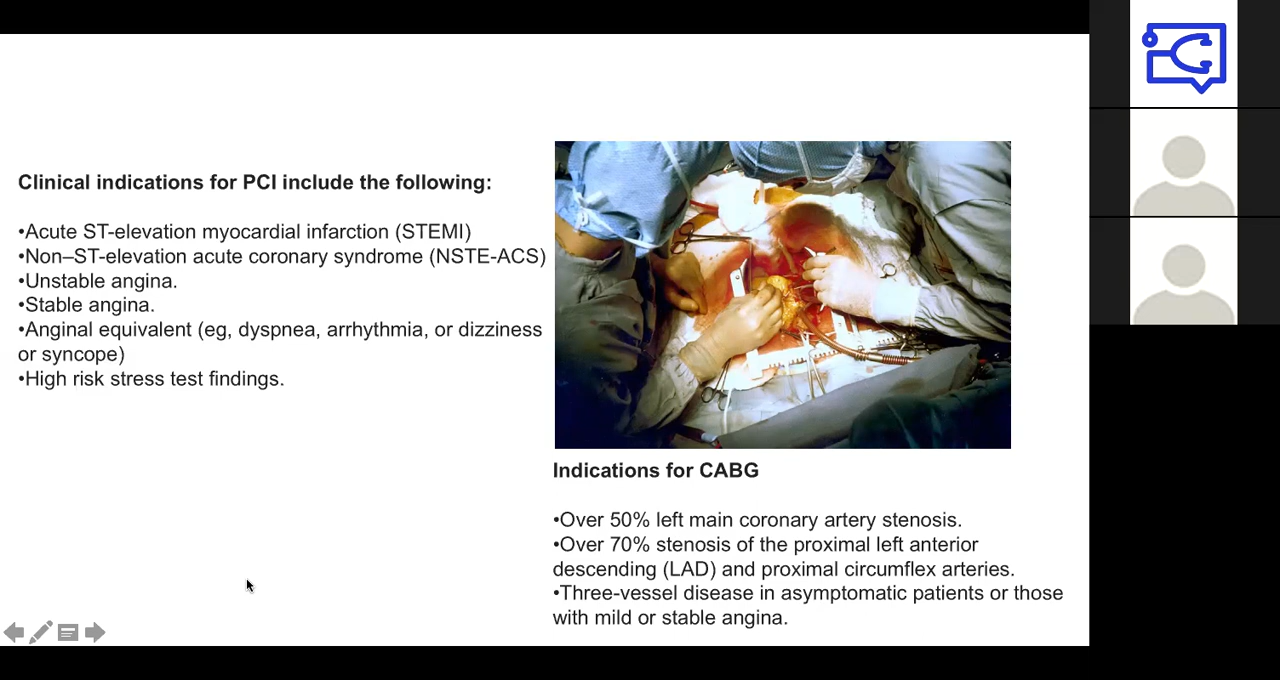 Clinical indications for PCI include the following:
•Acute ST-elevation myocardial infarction (STEMI)
•Non–ST-elevation acute coronary syndrome (NSTE-ACS)
•Unstable angina.
•Stable angina.
•Anginal equivalent (eg, dyspnea, arrhythmia, or dizziness
or syncope)
•High risk stress test findings.
Indications for CABG
•Over 50% left main coronary artery stenosis.
•Over 70% stenosis of the proximal left anterior
descending (LAD) and proximal circumflex arteries.
•Three-vessel disease in asymptomatic patients or those
with mild or stable angina.